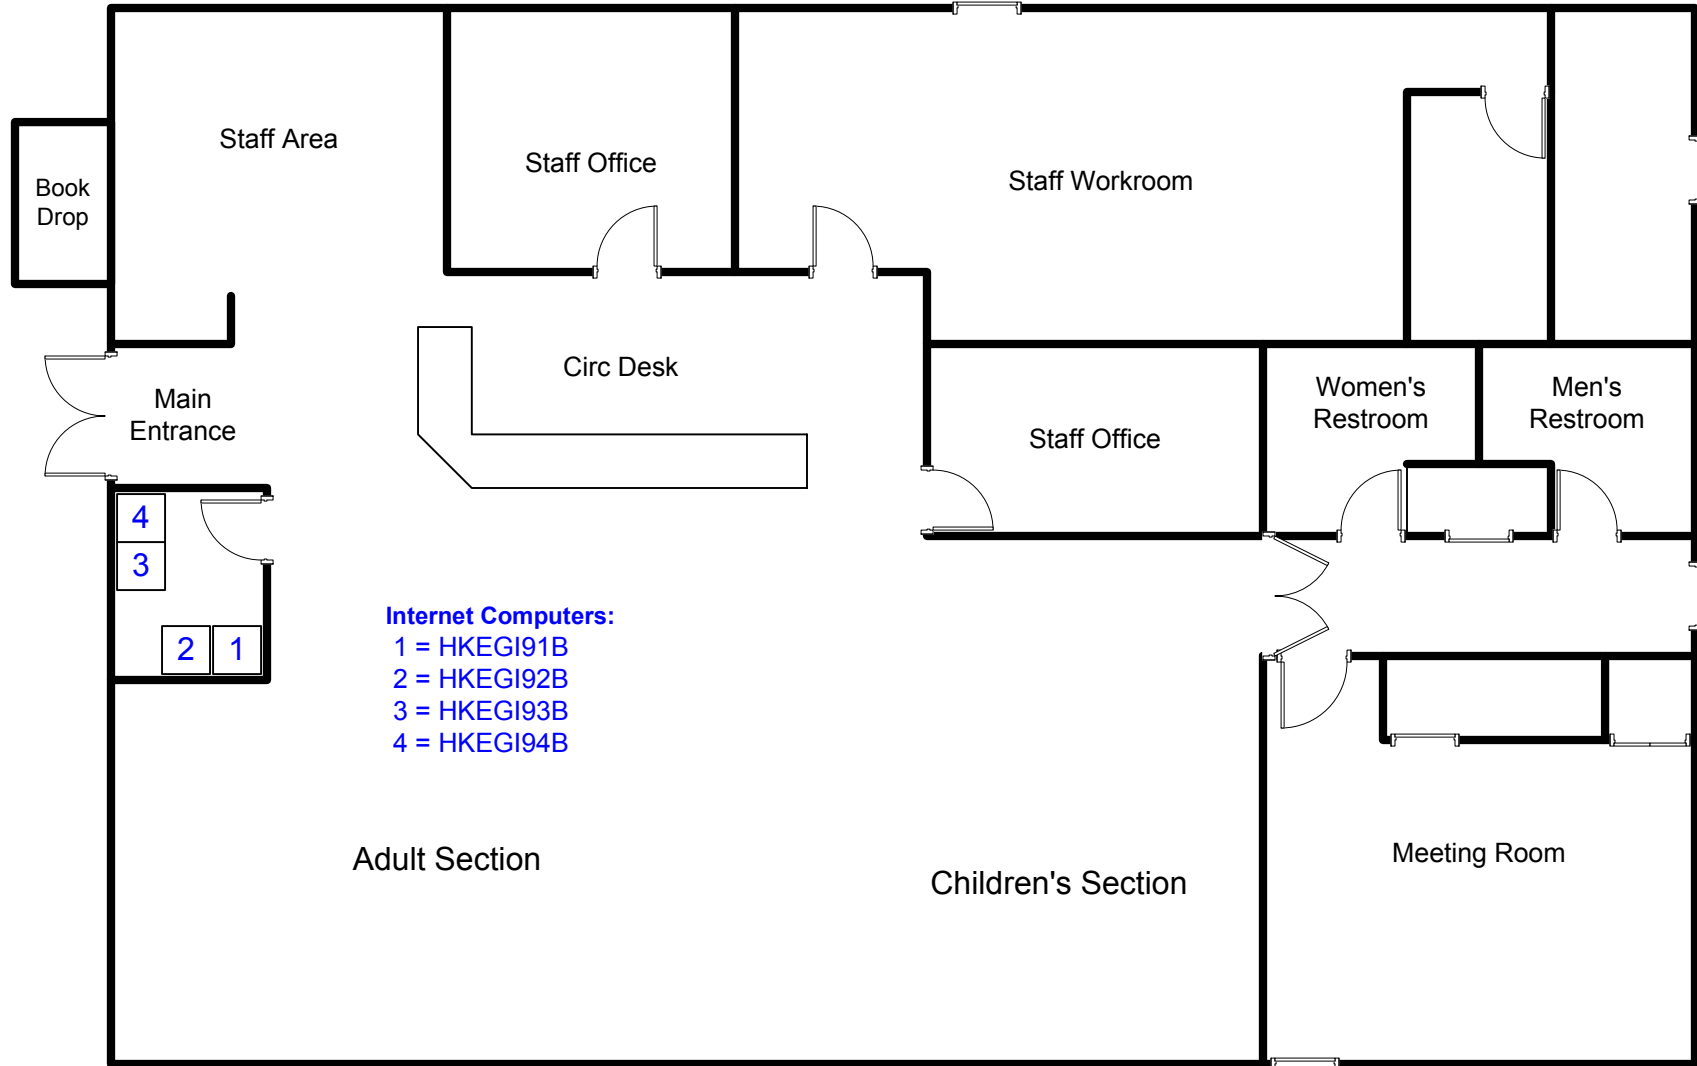 Staff Area
Staff Office
Staff Workroom
Book
Drop
Circ Desk
Main
Entrance
Staff Office
Women's
Restroom
Men's
Restroom
4
3
2
1
Internet Computers:
1 = HKEGI91B
2 = HKEGI92B
3 = HKEGI93B
4 = HKEGI94B
Adult Section
Children's Section
Meeting Room